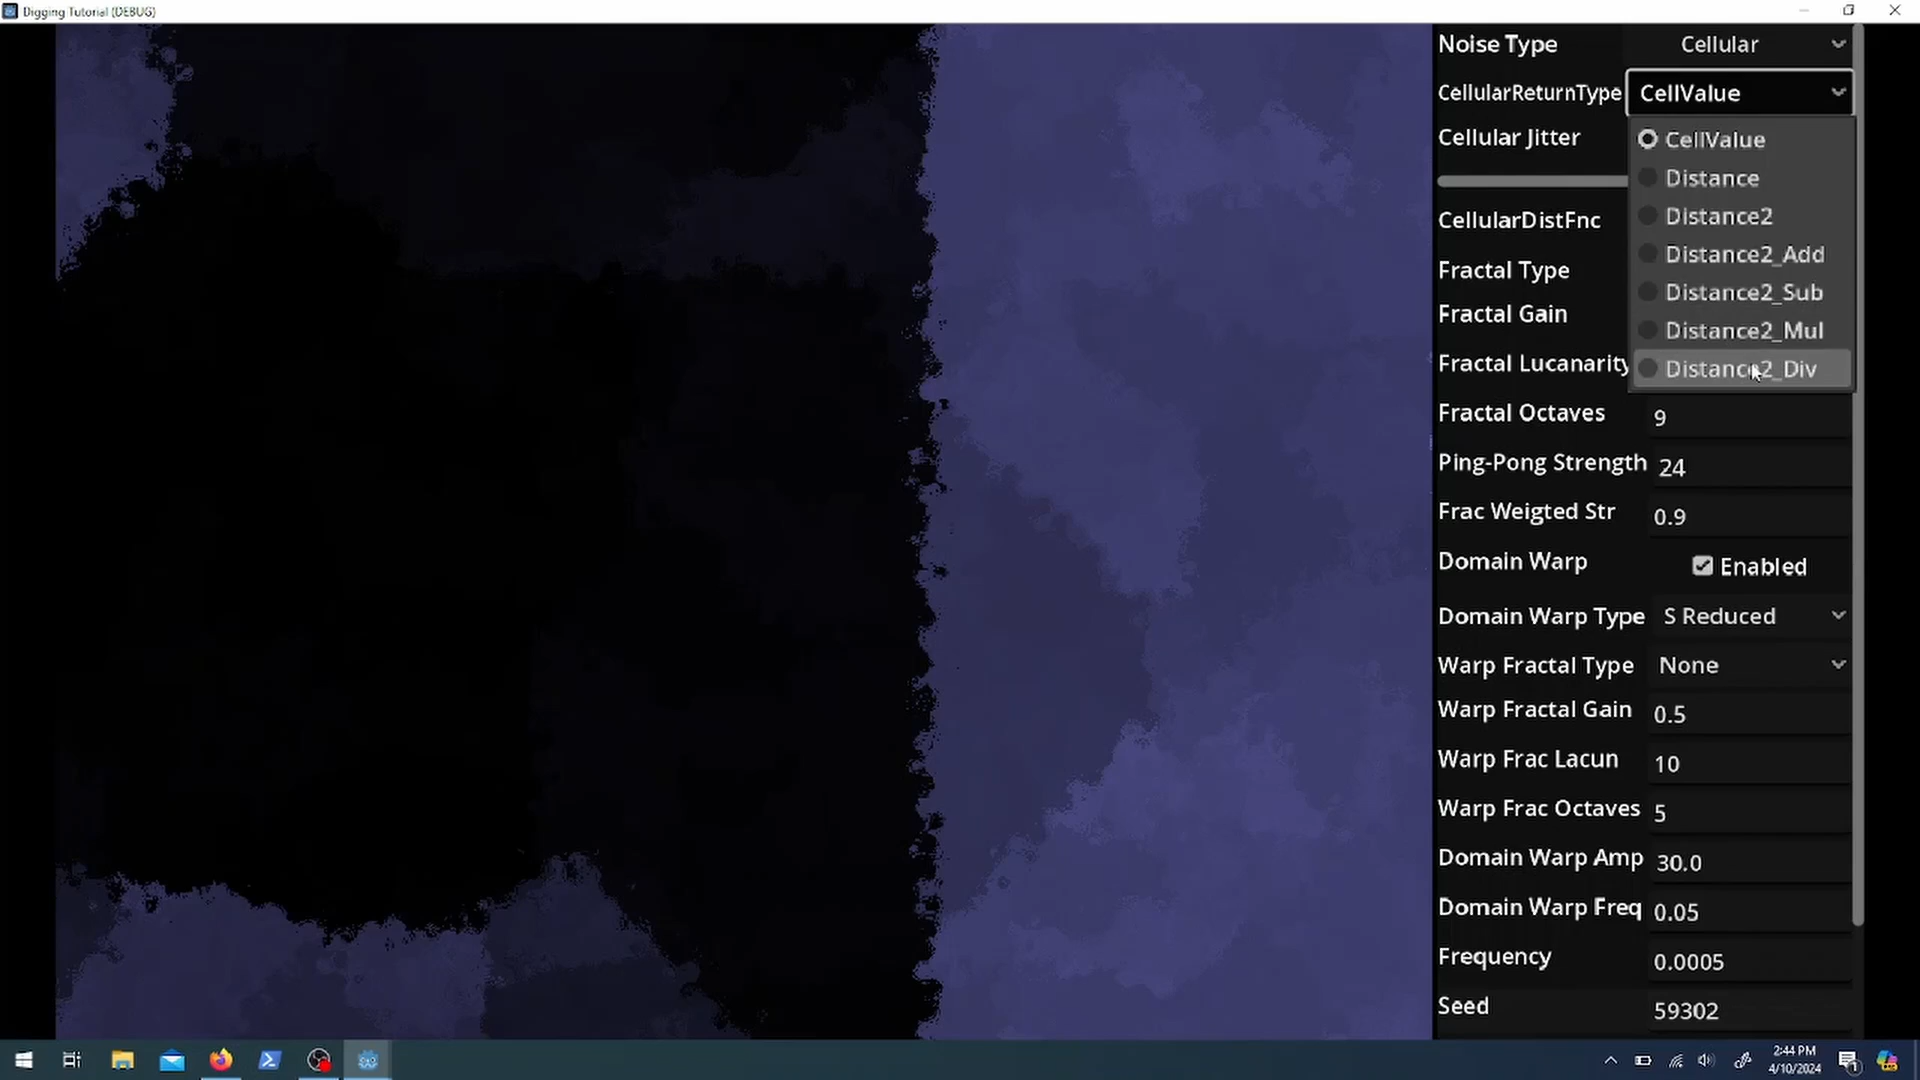 Digging Tutorial (DEBUG)
Noise Type Cellular
CellularReturnType CellValue
CellValue
Cellular Jitter
Distance
Distance2
CellularDistFnc
Distance2_Add
Fractal Type
Distance2_Sub
Fractal Gain
Distance2_Mul
Fractal Lucanarity
Distance2_Div
Fractal Octaves 9
Ping-Pong Strength 24
Frac Weigted Str 0.9
Domain Warp Enabled
Domain Warp Type S Reduced
Warp Fractal Type None
Warp Fractal Gain 0.5
Warp Frac Lacun 10
Warp Frac Octaves 5
Domain Warp Amp 30.0
Domain Warp Freq 0.05
Frequency 0.0005
Seed 59302
2:44 PM
4/10/2024